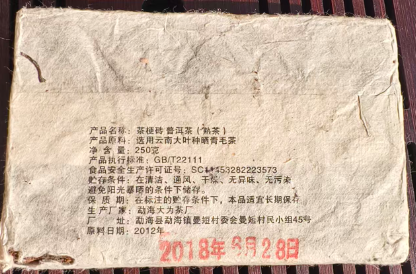 产品名称：茶梗砖 普洱茶（熟茶）
产品原料：选用云南大叶种晒青毛茶
净 含 量：250克
产品执行标准：GB/T22111
食品安全生产许可证号：SC11453282223573
贮存条件：在清洁、通风、干燥、无异味、无污染
避免阳光暴晒的条件下储存。
保 质 期：在标注的贮存条件下，本品适宜长期保存
生产厂家：勐海大为茶厂
厂 址：勐海县勐海镇曼短村委会曼短村民小组45号
原料日期：2012年
2018年 8月28日